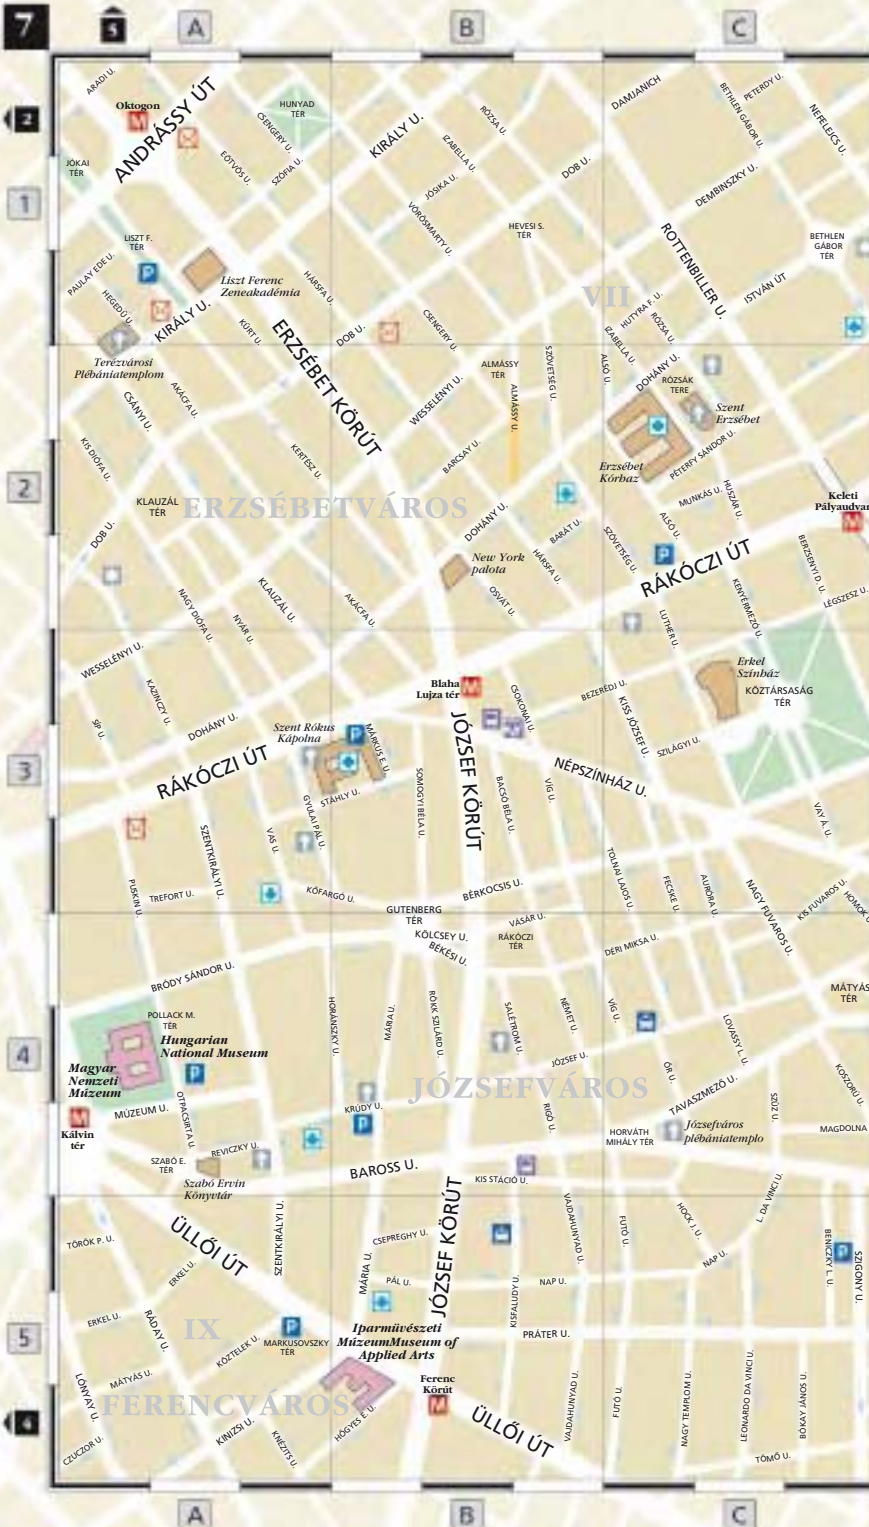 7
5
A
B
C
2
1
2
3
4
5
4
A
B
C
ARADI U.
Oktogon
M
ANDRÁSSY ÚT
HUNYAD
TÉR
CSENGERY U.
EÖTVÖS U.
SZÓFIA U.
JÓKAI
TÉR
KIRÁLY U.
RÓZSA U.
IZABELLA U.
JÓSIKA U.
VÖRÖSMARTY U.
DOB U.
HEVESI S.
TÉR
DAMJANICH
BETHLEN GÁBOR U.
PETERDY U.
NEFELEJCS U.
DEMBINSZKY U.
ROTTENBILLER U.
BETHLEN
GÁBOR
TÉR
ISTVÁN ÚT
LISZT F.
TÉR
P
PAULAY EDE U.
HEGEDŰ U.
Liszt Ferenc
Zeneakadémia
HÁRSFA U.
KIRÁLY U.
KÜRT U.
Terézvárosi
Plébániatemplom
ERZSÉBET KÖRÚT
DOB U.
CSENGERY U.
VII
HUTYRA F. U.
RÓZSA U.
IZABELLA U.
DOHÁNY U.
ALSÓ U.
RÓZSÁK
TERE
Szent
Erzsébet
Erzsébet
Kórhaz
PÉTERFY SÁNDOR U.
ALMÁSSY
TÉR
ALMÁSSY U.
SZÖVETSÉG U.
WESSELÉNYI U.
BARCSAY U.
CSÁNYI U.
AKÁCFA U.
KIS DIÓFA U.
KERTÉSZ U.
KLAUZÁL
TÉR
ERZSÉBETVÁROS
DOB U.
DOHÁNY U.
BARÁT U.
MUNKÁS U.
HUSZÁR U.
ALSÓ U.
SZÖVETSÉG U.
HÁRSFA U.
Keleti
Pályaudvar
M
P
RÁKÓCZI ÚT
BERZSENYI D. U.
LÉGSZESZ U.
KENYÉRMEZŐ U.
LUTHER U.
New York
palota
OSVÁT U.
NAGY DIÓFA U.
NYÁR U.
KLAUZÁL U.
AKÁCFA U.
WESSELÉNYI U.
KAZINCZY U.
SÍP U.
DOHÁNY U.
Blaha
Lujza tér
M
CSOKONAI U.
BEZERÉDJ U.
KISS JÓZSEF U.
SZILÁGYI U.
Erkel
Színház
KÖZTÁRSASÁG
TÉR
Szent Rókus
Kápolna
P
MÁRKUS E. U.
RÁKÓCZI ÚT
STÁHLY U.
GYULAI PÁL U.
SOMOGYI BÉLA U.
JÓZSEF KÖRÚT
BACSÓ BÉLA U.
VÍG U.
NÉPSZÍNHÁZ U.
VAY Á. U.
SZENTKIRÁLYI U.
VAS U.
PUSKIN U.
TREFORT U.
KŐFARGÓ U.
GUTENBERG
TÉR
BÉRKOCSIS U.
TOLNAI LAJOS U.
FECSKE U.
AURÓRA U.
NAGY FUVAROS U.
KIS FUVAROS U.
HOMOK U.
KÖLCSEY U.
BÉKÉSI U.
VÁSÁR U.
RÁKÓCZI
TÉR
DÉRI MIKSA U.
BRÓDY SÁNDOR U.
MÁTYÁS
TÉR
POLLACK M.
TÉR
Hungarian
National Museum
Magyar
Nemzeti
Múzeum
P
HORÁNSZKY U.
MÁRIA U.
RÖKK SZILÁRD U.
SALÉTROM U.
NÉMET U.
VÍG U.
LOVASSY L. U.
JÓZSEF U.
ŐR U.
TAVASZMEZŐ U.
KOSZORÚ U.
JÓZSEFVÁROS
SZŰZ U.
M
Kálvin
tér
MÚZEUM U.
ÖTPACSIRTA U.
KRÚDY U.
P
RIGÓ U.
HORVÁTH
MIHÁLY TÉR
Józsefváros
plébániatemplo
MAGDOLNA
SZABÓ E.
TÉR
REVICZKY U.
Szabó Ervin
Könyvtár
BAROSS U.
KIS STÁCIÓ U.
JÓZSEF KÖRÚT
ÜLLŐI ÚT
SZENTKIRÁLYI U.
TÖRÖK P. U.
ERKEL U.
CSEPREGHY U.
MÁRIA U.
PÁL U.
VAJDAHUNYAD U.
FUTÓ U.
HOCK J. U.
L. DA VINCI U.
NAP U.
NAP U.
KISFALUDY U.
BENICZKY L. U.
P
SZIGONY U.
ERKEL U.
RÁDAY U.
IX
P
MARKUSOVSZKY
TÉR
KÖZTELEK U.
Iparmüvészeti
MúzeumMuseum of
Applied Arts
PRÁTER U.
LÓNYAY U.
MÁTYÁS U.
FERENCVÁROS
CZUCZOR U.
KINIZSI U.
KNÉZITS U.
HŐGYES E. U.
Ferenc
Körút
M
ÜLLŐI ÚT
VAJDAHUNYAD U.
FUTÓ U.
NAGY TEMPLOM U.
LEONARDO DA VINCI U.
BÓKAY JÁNOS U.
TÖMŐ U.